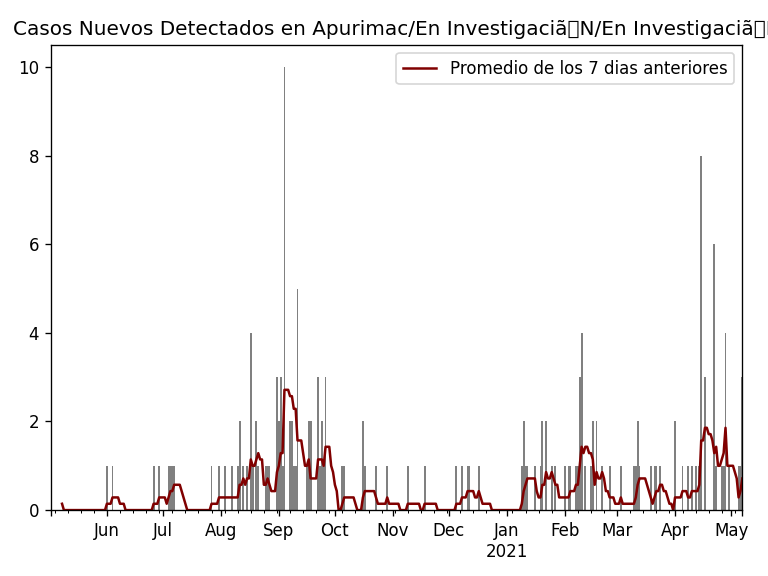 Casos Nuevos Detectados en Apurimac/En Investigaciã▯N/En Investigaciã▯
Promedio de los 7 dias anteriores
10
8
6
4
2
0
Jun Jul Aug Sep Oct Nov Dec Jan Feb Mar Apr May
2021